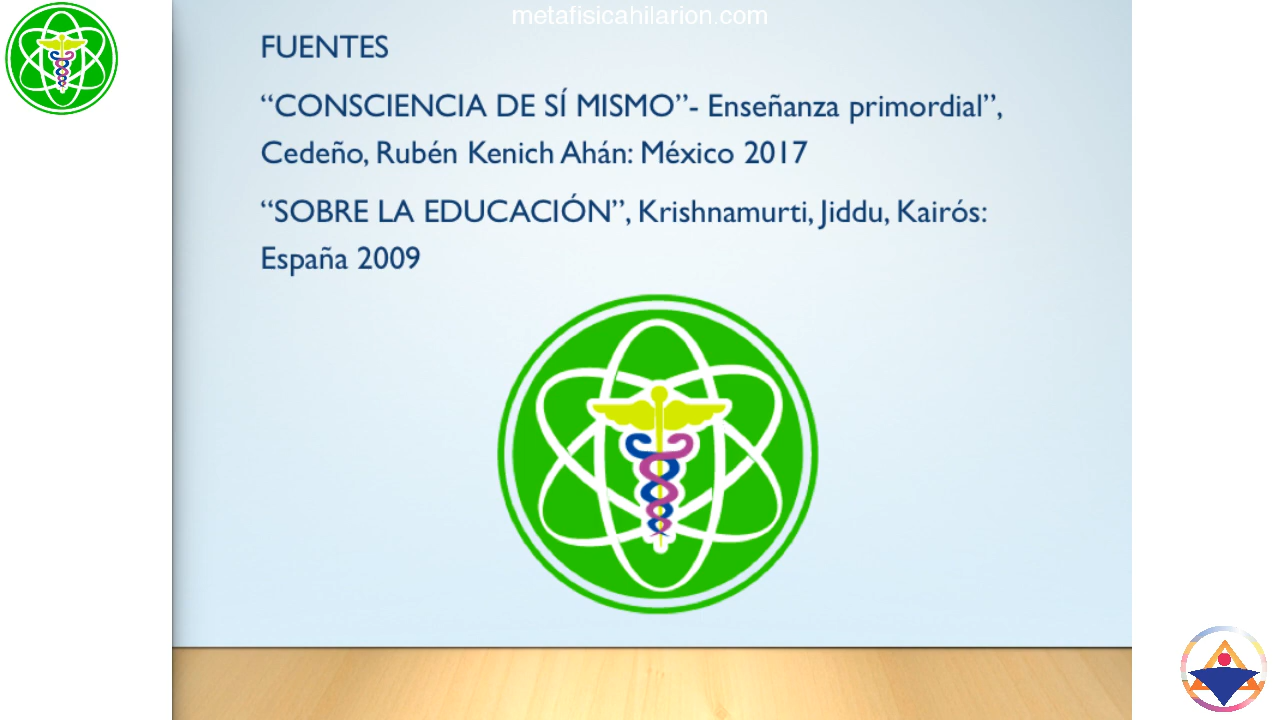 metafisicahilarion.com
FUENTES
“CONSCIENCIA DE SÍ MISMO”- Enseñanza primordial”,
Cedeño, Rubén Kenich Ahán: México 2017
“SOBRE LA EDUCACIÓN”, Krishnamurti, Jiddu, Kairós:
España 2009